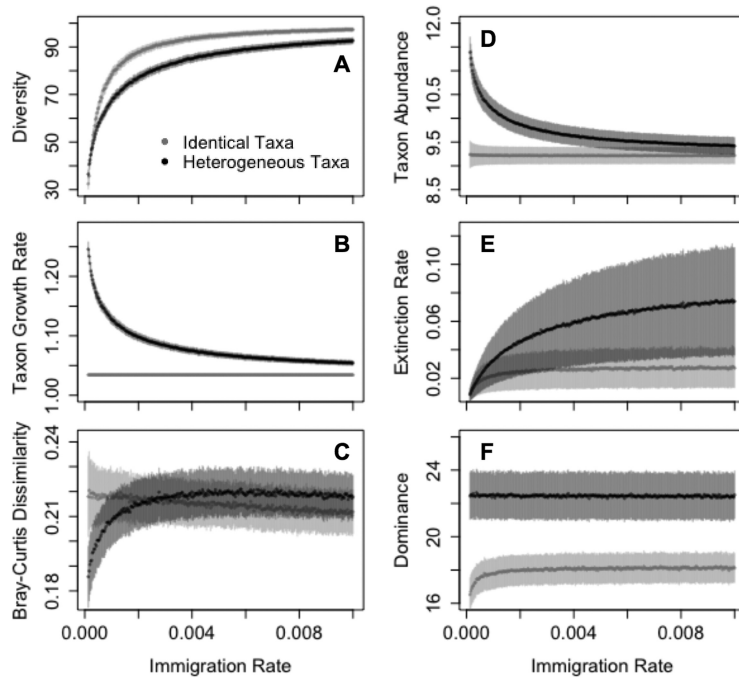 A
Diversity
30 50 70 90
Identical Taxa
Heterogeneous Taxa
D
Taxon Abundance
8.5 9.5 10.5 12.0
B
Taxon Growth Rate
1.00 1.10 1.20
E
Extinction Rate
0.02 0.06 0.10
C
Bray-Curtis Dissimilarity
0.18 0.21 0.24
0.000 0.004 0.008
Immigration Rate
F
Dominance
16 18 22 24
0.000 0.004 0.008
Immigration Rate